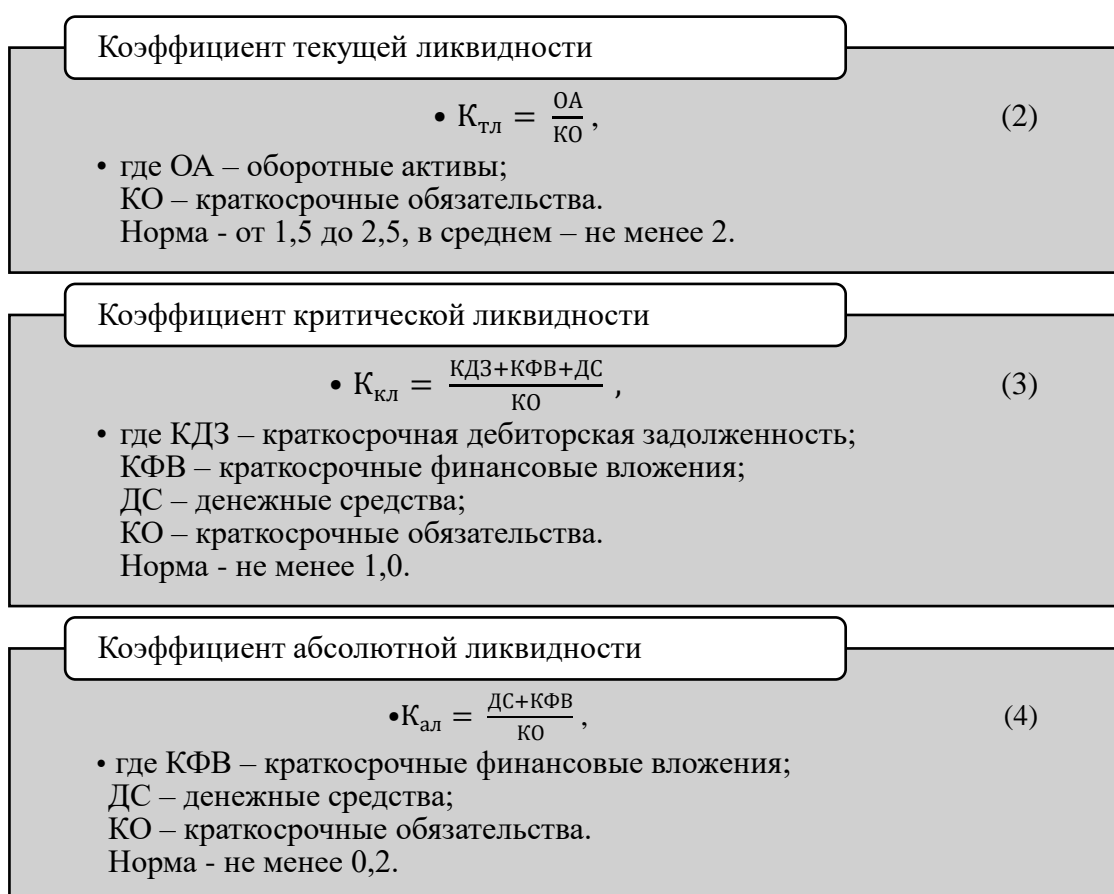 Коэффициент текущей ликвидности
• К_тл = ОА/КО , (2)
• где ОА – оборотные активы;
КО – краткосрочные обязательства.
Норма - от 1,5 до 2,5, в среднем – не менее 2.
Коэффициент критической ликвидности
• К_кл = КДЗ+КФВ+ДС/КО , (3)
• где КДЗ – краткосрочная дебиторская задолженность;
КФВ – краткосрочные финансовые вложения;
ДС – денежные средства;
КО – краткосрочные обязательства.
Норма - не менее 1,0.
Коэффициент абсолютной ликвидности
•К_ал = ДС+КФВ/КО , (4)
• где КФВ – краткосрочные финансовые вложения;
ДС – денежные средства;
КО – краткосрочные обязательства.
Норма - не менее 0,2.